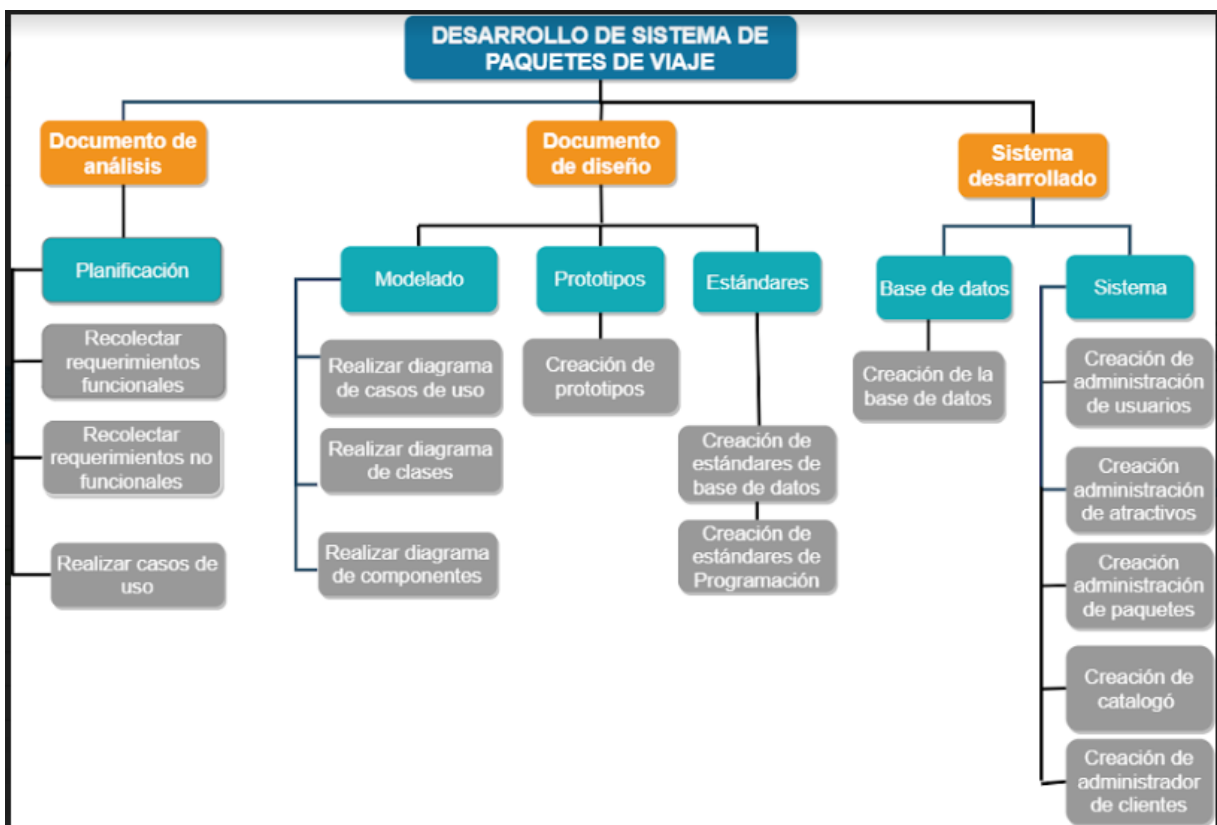 DESARROLLO DE SISTEMA DE
PAQUETES DE VIAJE
Documento de
análisis
Documento
de diseño
Sistema
desarrollado
Planificación
Modelado
Prototipos
Estándares
Base de datos
Sistema
Recolectar
requerimientos
funcionales
Recolectar
requerimientos no
funcionales
Realizar casos de
uso
Realizar diagrama
de casos de uso
Realizar diagrama
de clases
Realizar diagrama
de componentes
Creación de
prototipos
Creación de
estándares de
base de datos
Creación de
estándares de
Programación
Creación de la
base de datos
Creación de
administración
de usuarios
Creación
administración
de atractivos
Creación
administración
de paquetes
Creación de
catalogó
Creación de
administrador
de clientes